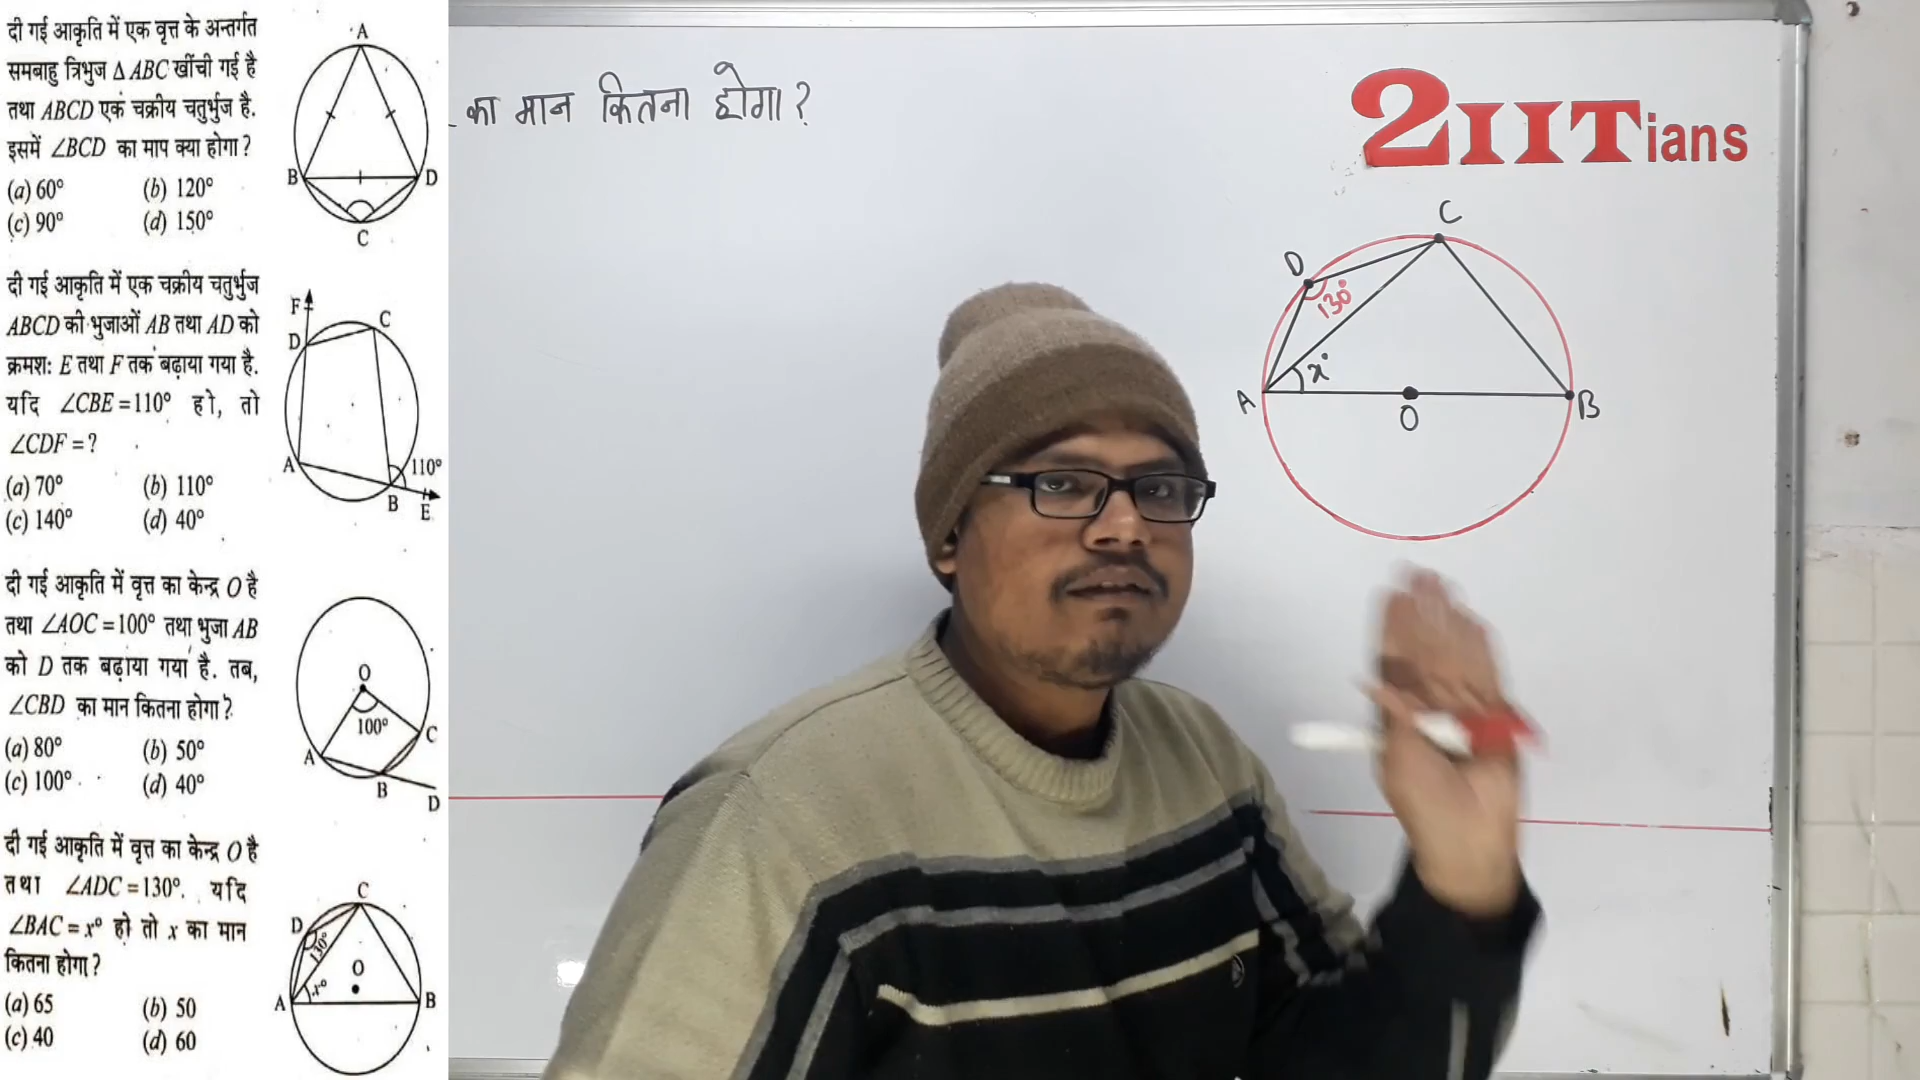 दी गई आकृति में एक वृत्त के अन्तर्गत
समबाहु त्रिभुज Δ ABC खींची गई है
तथा ABCD एक चक्रीय चतुर्भुज है.
इसमें ∠BCD का माप क्या होगा?
(a) 60° (b) 120°
(c) 90° (d) 150°
A
B
D
C
दी गई आकृति में एक चक्रीय चतुर्भुज
ABCD की भुजाओं AB तथा AD को
क्रमश: E तथा F तक बढ़ाया गया है.
यदि ∠CBE = 110° हो, तो
∠CDF = ?
(a) 70° (b) 110°
(c) 140° (d) 40°
F
C
D
A
110°
B
E
दी गई आकृति में वृत्त का केन्द्र O है
तथा ∠AOC = 100° तथा भुजा AB
को D तक बढ़ाया गया है. तब,
∠CBD का मान कितना होगा?
(a) 80° (b) 50°
(c) 100° (d) 40°
O
100°
C
A
B
D
दी गई आकृति में वृत्त का केन्द्र O है
तथा ∠ADC = 130°. यदि
∠BAC = x° हो तो x का मान
कितना होगा?
(a) 65 (b) 50
(c) 40 (d) 60
C
D
130°
O
x°
A
B
का मान कितना होगा?
2IITians
C
D
130°
x°
A
O
B